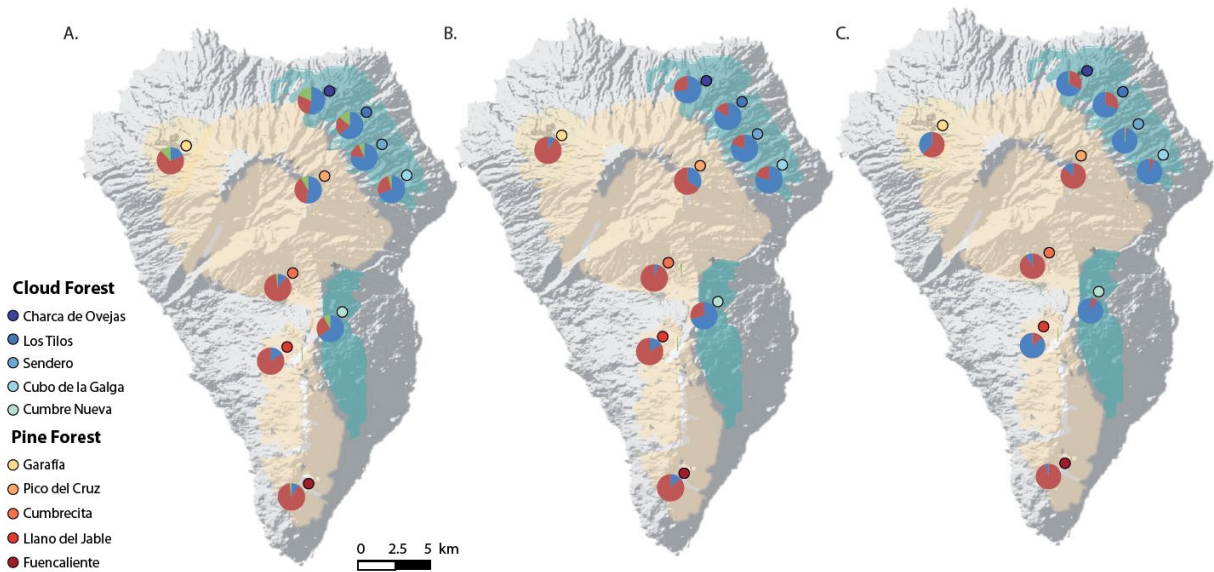 A.
B.
C.
Cloud Forest
Charca de Ovejas
Los Tilos
Sendero
Cubo de la Galga
Cumbre Nueva
Pine Forest
Garafía
Pico del Cruz
Cumbrecita
Llano del Jable
Fuencaliente
0 2.5 5 km